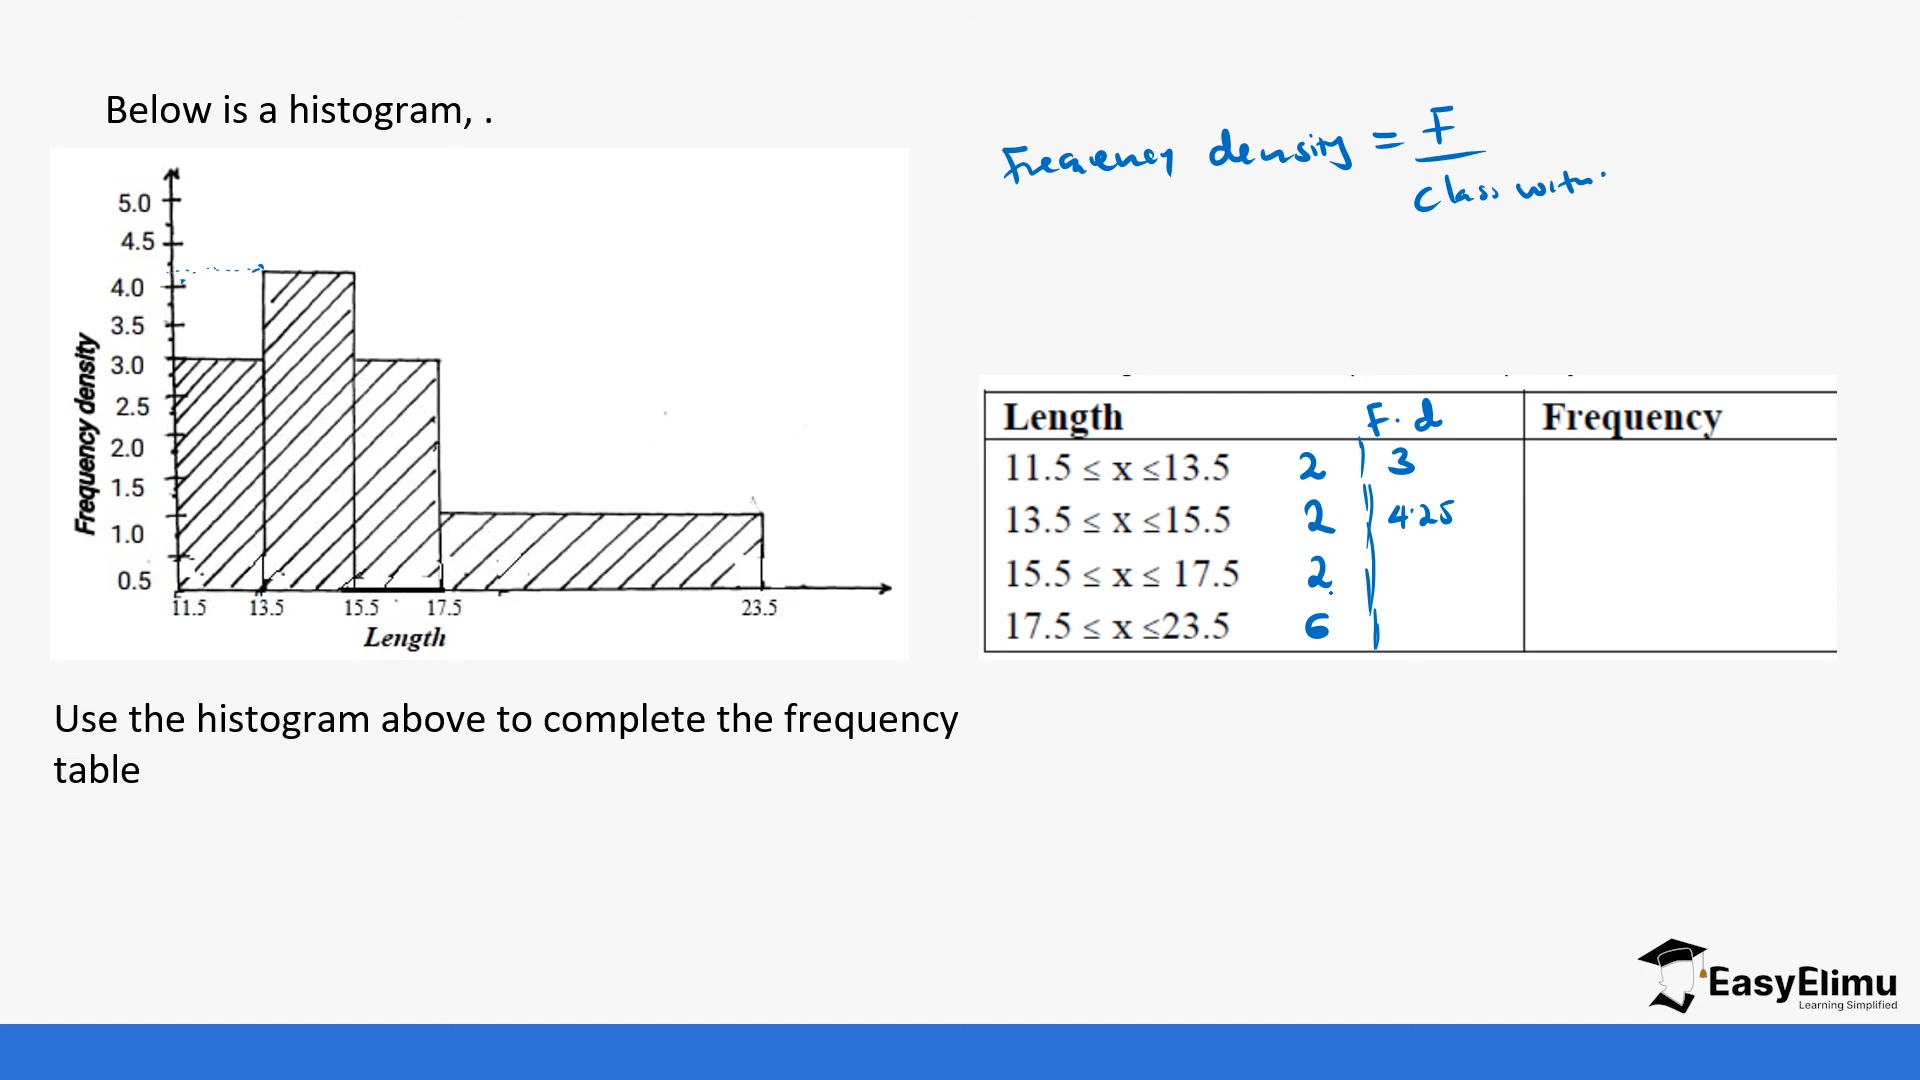 Below is a histogram, .
Frequency density = F
class with.
5.0
4.5
4.0
3.5
3.0
2.5
2.0
1.5
1.0
0.5
Frequency density
11.5 13.5 15.5 17.5 23.5
Length
Length F.d Frequency
11.5 ≤ x ≤13.5 2 3
13.5 ≤ x ≤15.5 2 4.25
15.5 ≤ x ≤ 17.5 2
17.5 ≤ x ≤23.5 6
Use the histogram above to complete the frequency
table
EasyElimu
Learning Simplified